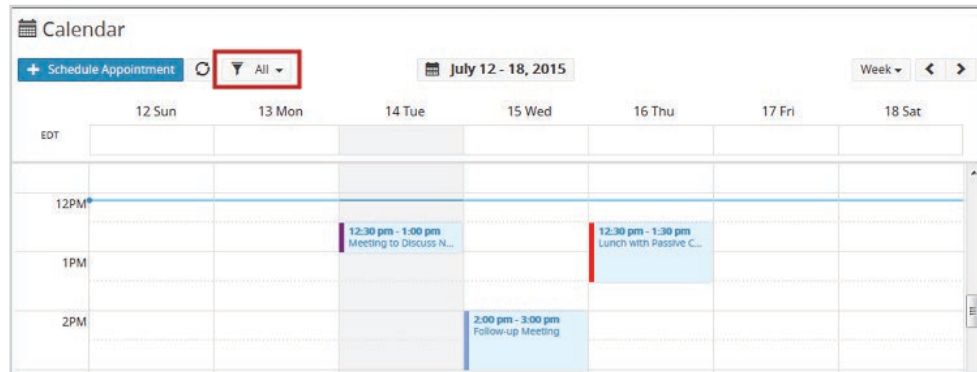 Calendar
+ Schedule Appointment All July 12 - 18, 2015 Week
12 Sun 13 Mon 14 Tue 15 Wed 16 Thu 17 Fri 18 Sat
EDT
12PM
12:30 pm - 1:00 pm 12:30 pm - 1:30 pm
Meeting to Discuss N... Lunch with Passive C...
1PM
2PM
2:00 pm - 3:00 pm
Follow-up Meeting